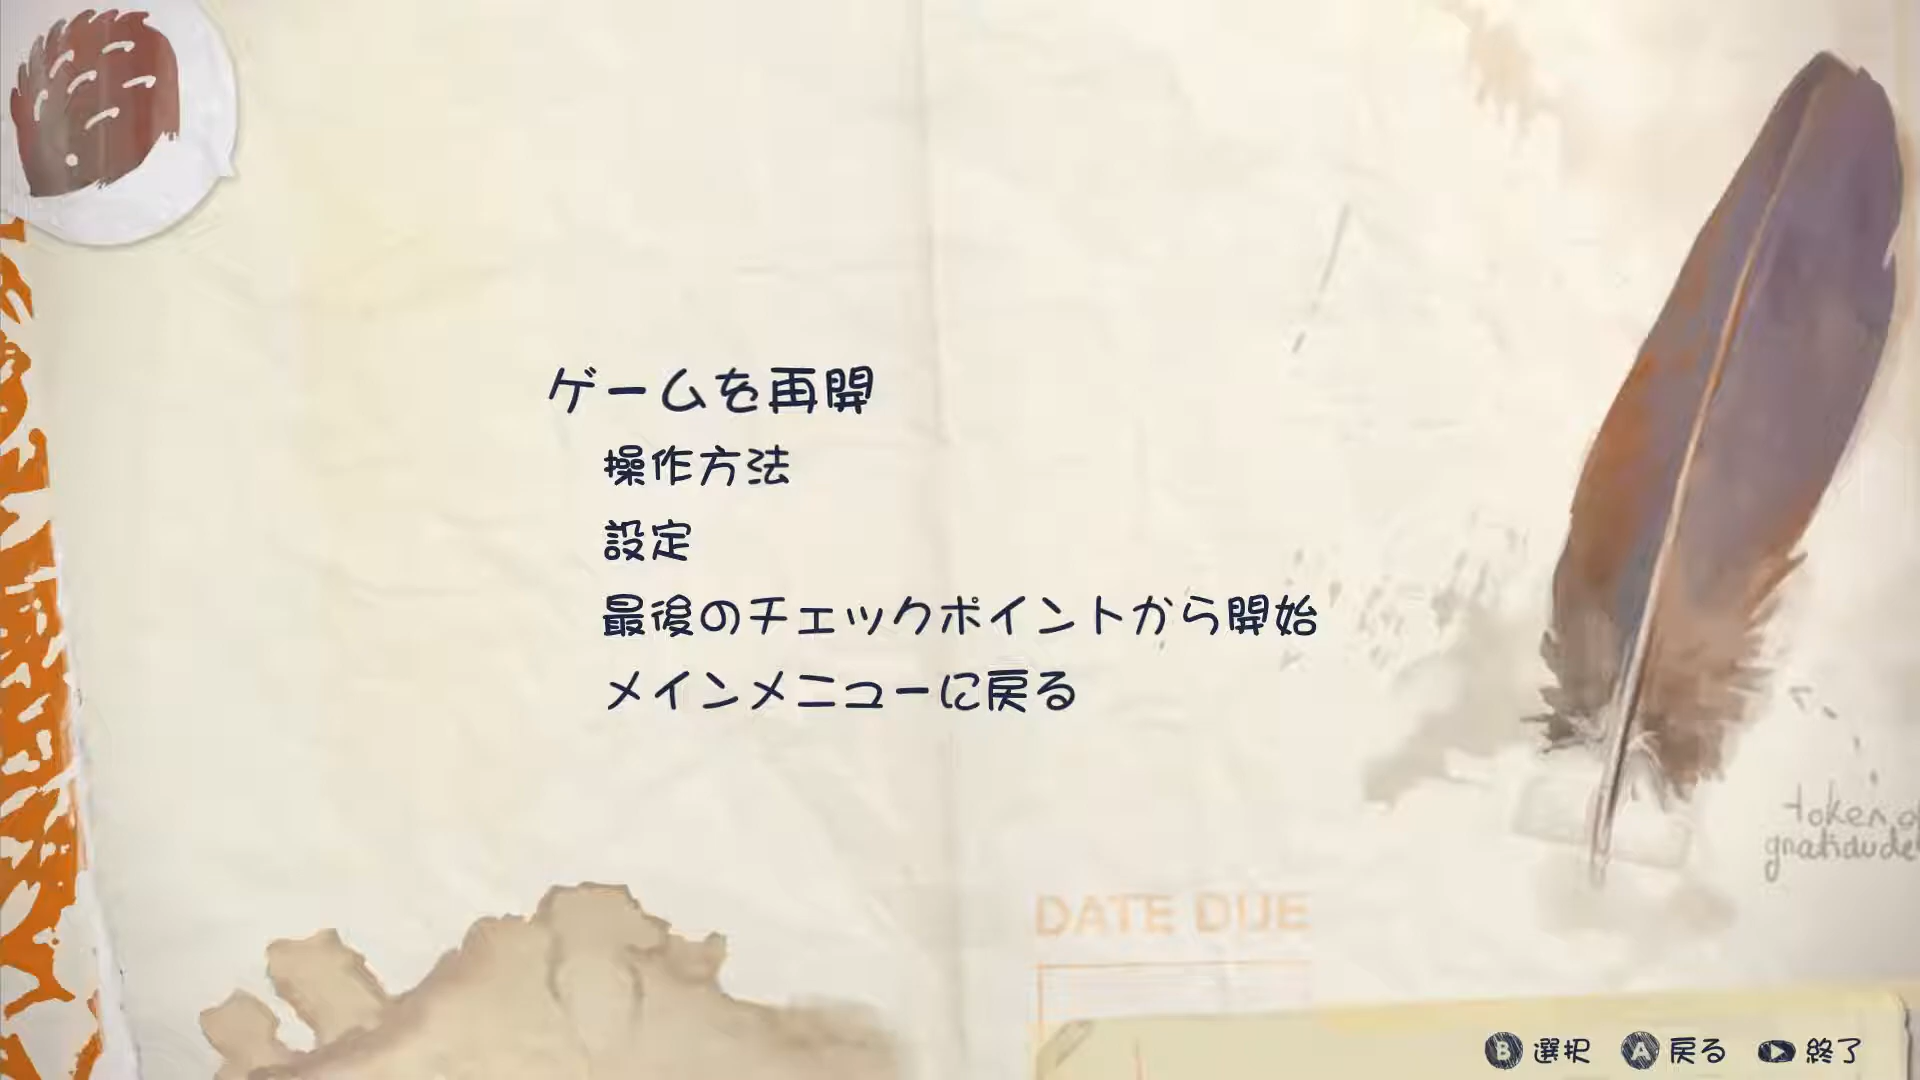 ゲームを再開
操作方法
設定
最後のチェックポイントから開始
メインメニューに戻る
token
DATE DUE
B 選択 A 戻る 終了